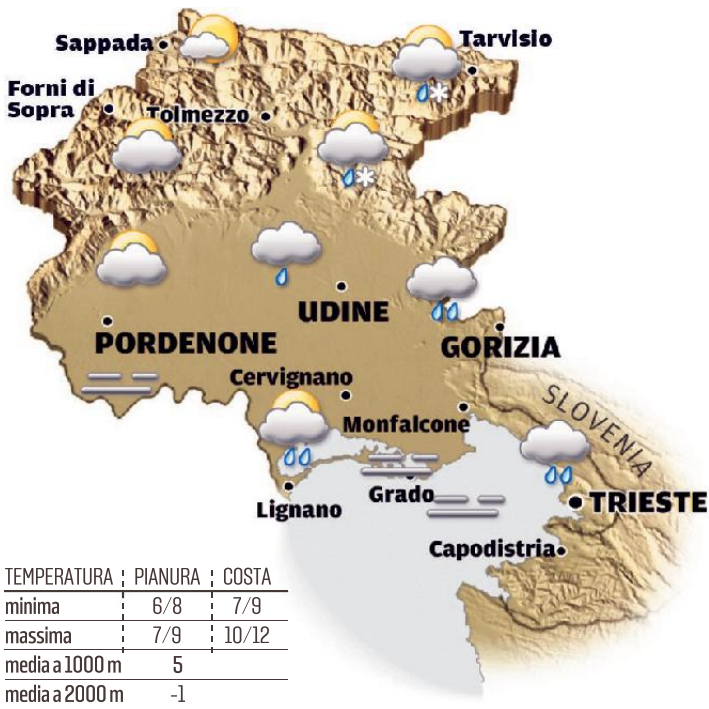 Sappada
Tarvisio
Forni di
Sopra
Tolmezzo
UDINE
PORDENONE
GORIZIA
Cervignano
SLOVENIA
Monfalcone
Grado
Lignano
TRIESTE
Capodistria
TEMPERATURA PIANURA COSTA
minima 6/8 7/9
massima 7/9 10/12
media a 1000 m 5
media a 2000 m -1